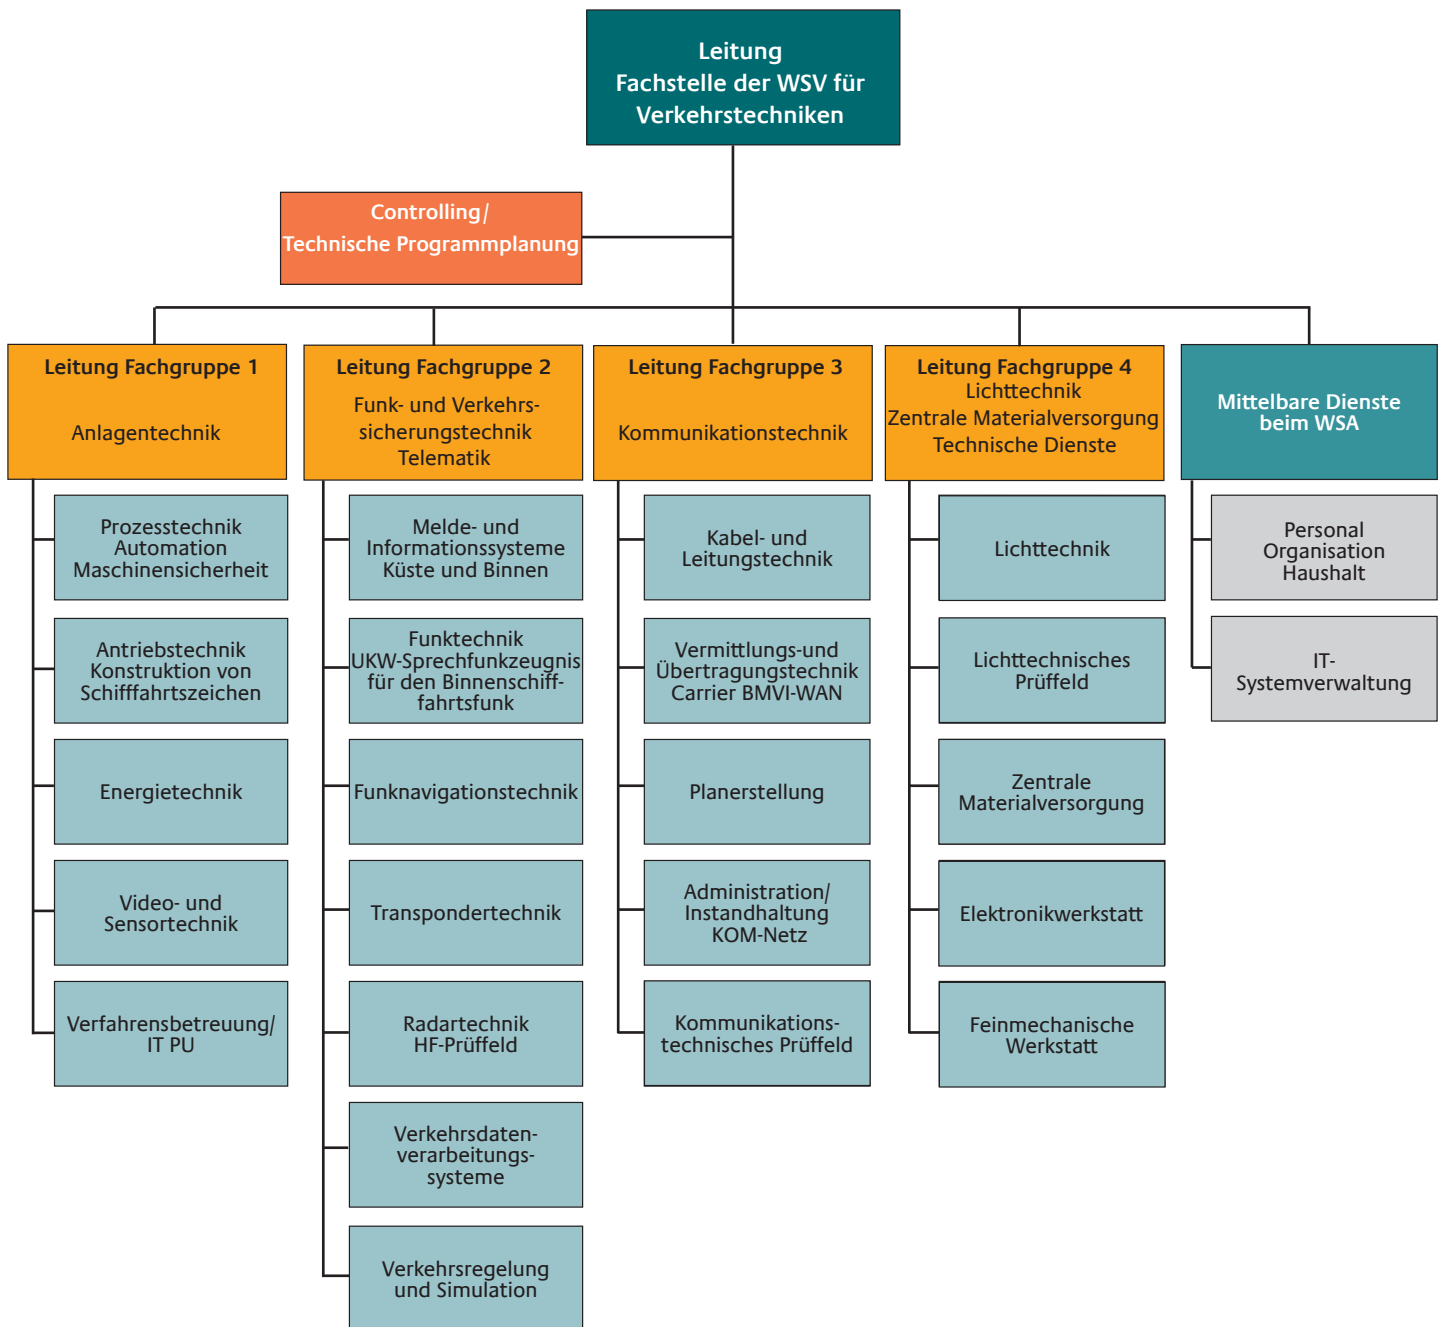 Leitung
Fachstelle der WSV für
Verkehrstechniken
Controlling/
Technische Programmplanung
Leitung Fachgruppe 1
Anlagentechnik
Prozesstechnik
Automation
Maschinensicherheit
Antriebstechnik
Konstruktion von
Schifffahrtszeichen
Energietechnik
Video- und
Sensortechnik
Verfahrensbetreuung/
IT PU
Leitung Fachgruppe 2
Funk- und Verkehrs-
sicherungstechnik
Telematik
Melde- und
Informationssysteme
Küste und Binnen
Funktechnik
UKW-Sprechfunkzeugnis
für den Binnenschiff-
fahrtsfunk
Funknavigationstechnik
Transpondertechnik
Radartechnik
HF-Prüffeld
Verkehrsdaten-
verarbeitungs-
systeme
Verkehrsregelung
und Simulation
Leitung Fachgruppe 3
Kommunikationstechnik
Kabel- und
Leitungstechnik
Vermittlungs-und
Übertragungstechnik
Carrier BMVI-WAN
Planerstellung
Administration/
Instandhaltung
KOM-Netz
Kommunikations-
technisches Prüffeld
Leitung Fachgruppe 4
Lichttechnik
Zentrale Materialversorgung
Technische Dienste
Lichttechnik
Lichttechnisches
Prüffeld
Zentrale
Materialversorgung
Elektronikwerkstatt
Feinmechanische
Werkstatt
Mittelbare Dienste
beim WSA
Personal
Organisation
Haushalt
IT-
Systemverwaltung